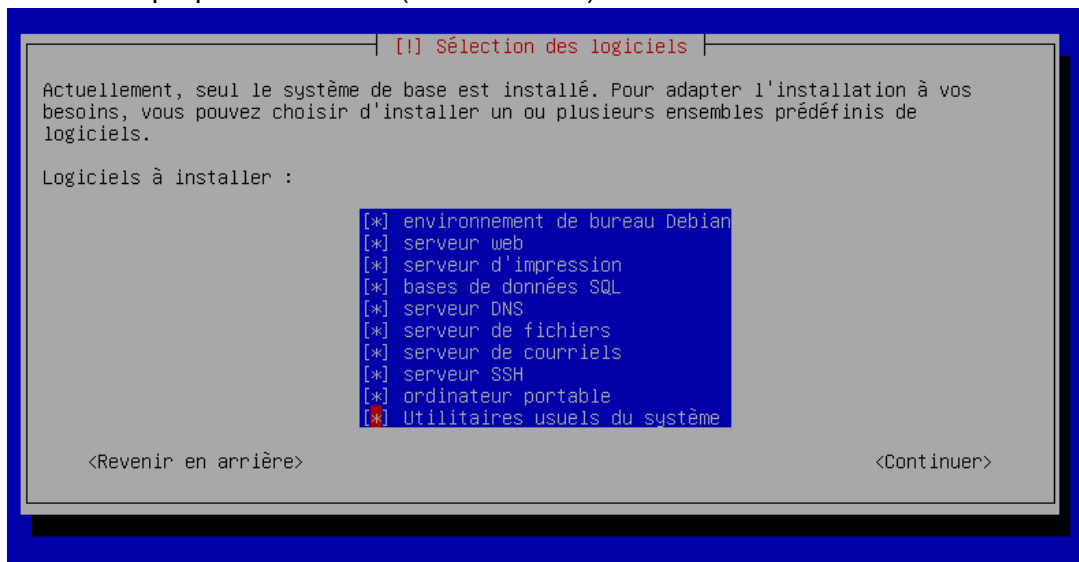 [!] Sélection des logiciels
Actuellement, seul le système de base est installé. Pour adapter l'installation à vos
besoins, vous pouvez choisir d'installer un ou plusieurs ensembles prédéfinis de
logiciels.
Logiciels à installer :
[*] environnement de bureau Debian
[*] serveur web
[*] serveur d'impression
[*] bases de données SQL
[*] serveur DNS
[*] serveur de fichiers
[*] serveur de courriels
[*] serveur SSH
[*] ordinateur portable
[*] Utilitaires usuels du système
<Revenir en arrière> <Continuer>